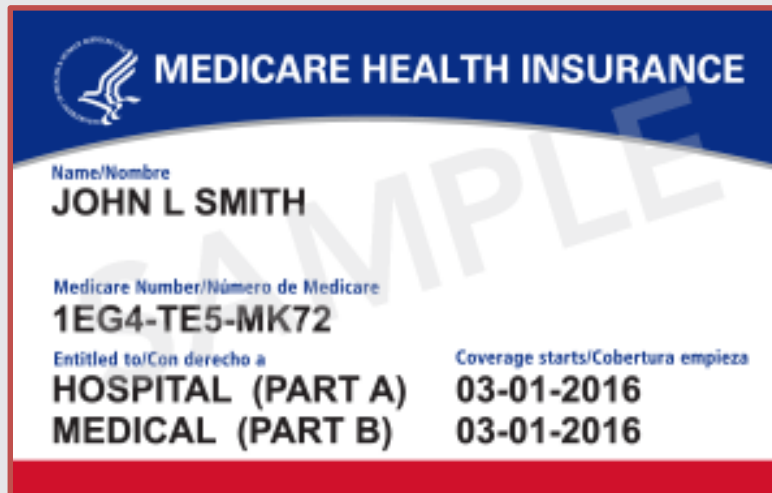 MEDICARE HEALTH INSURANCE
Name/Nombre
JOHN L SMITH
Medicare Number/Número de Medicare
1EG4-TE5-MK72
Entitled to/Con derecho a Coverage starts/Cobertura empieza
HOSPITAL (PART A) 03-01-2016
MEDICAL (PART B) 03-01-2016
SAMPLE